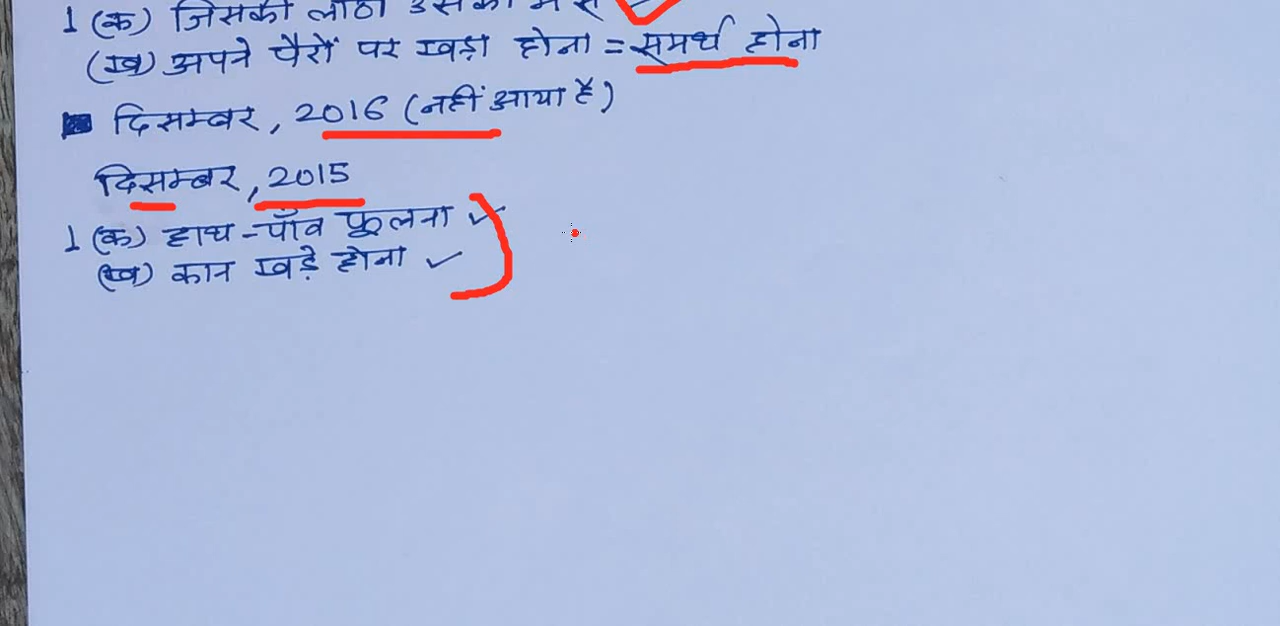 1 (क) जिसकी लाठी उसकी भैंस
(ख) अपने पैरों पर खड़ा होना = समर्थ होना
दिसम्बर, 2016 (नहीं आया है)
दिसम्बर, 2015
1 (क) हाथ-पाँव फूलना ✓
(ख) कान खड़े होना ✓